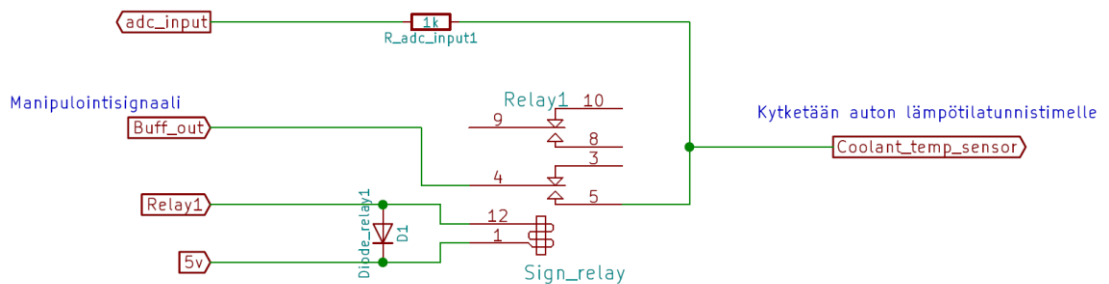 adc_input
1k
R_adc_input1
Manipulointisignaali
Relay1
10
9
8
Kytketään auton lämpötilatunnistimelle
Buff_out
Coolant_temp_sensor
3
4
5
Relay1
Diode_relay1
D1
12
1
5v
Sign_relay